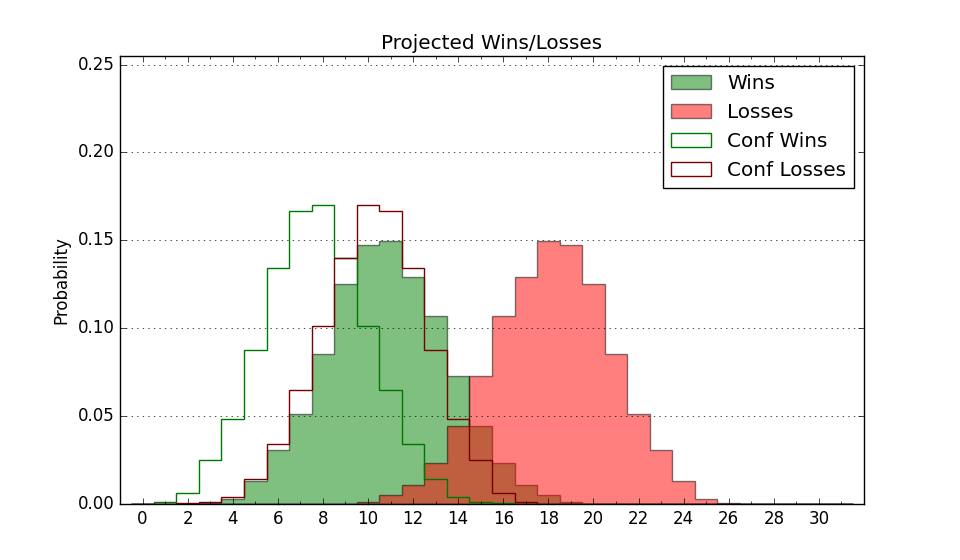 Projected Wins/Losses
0.25
0.20
0.15
0.10
0.05
0.00
Probability
Wins
Losses
Conf Wins
Conf Losses
0 2 4 6 8 10 12 14 16 18 20 22 24 26 28 30